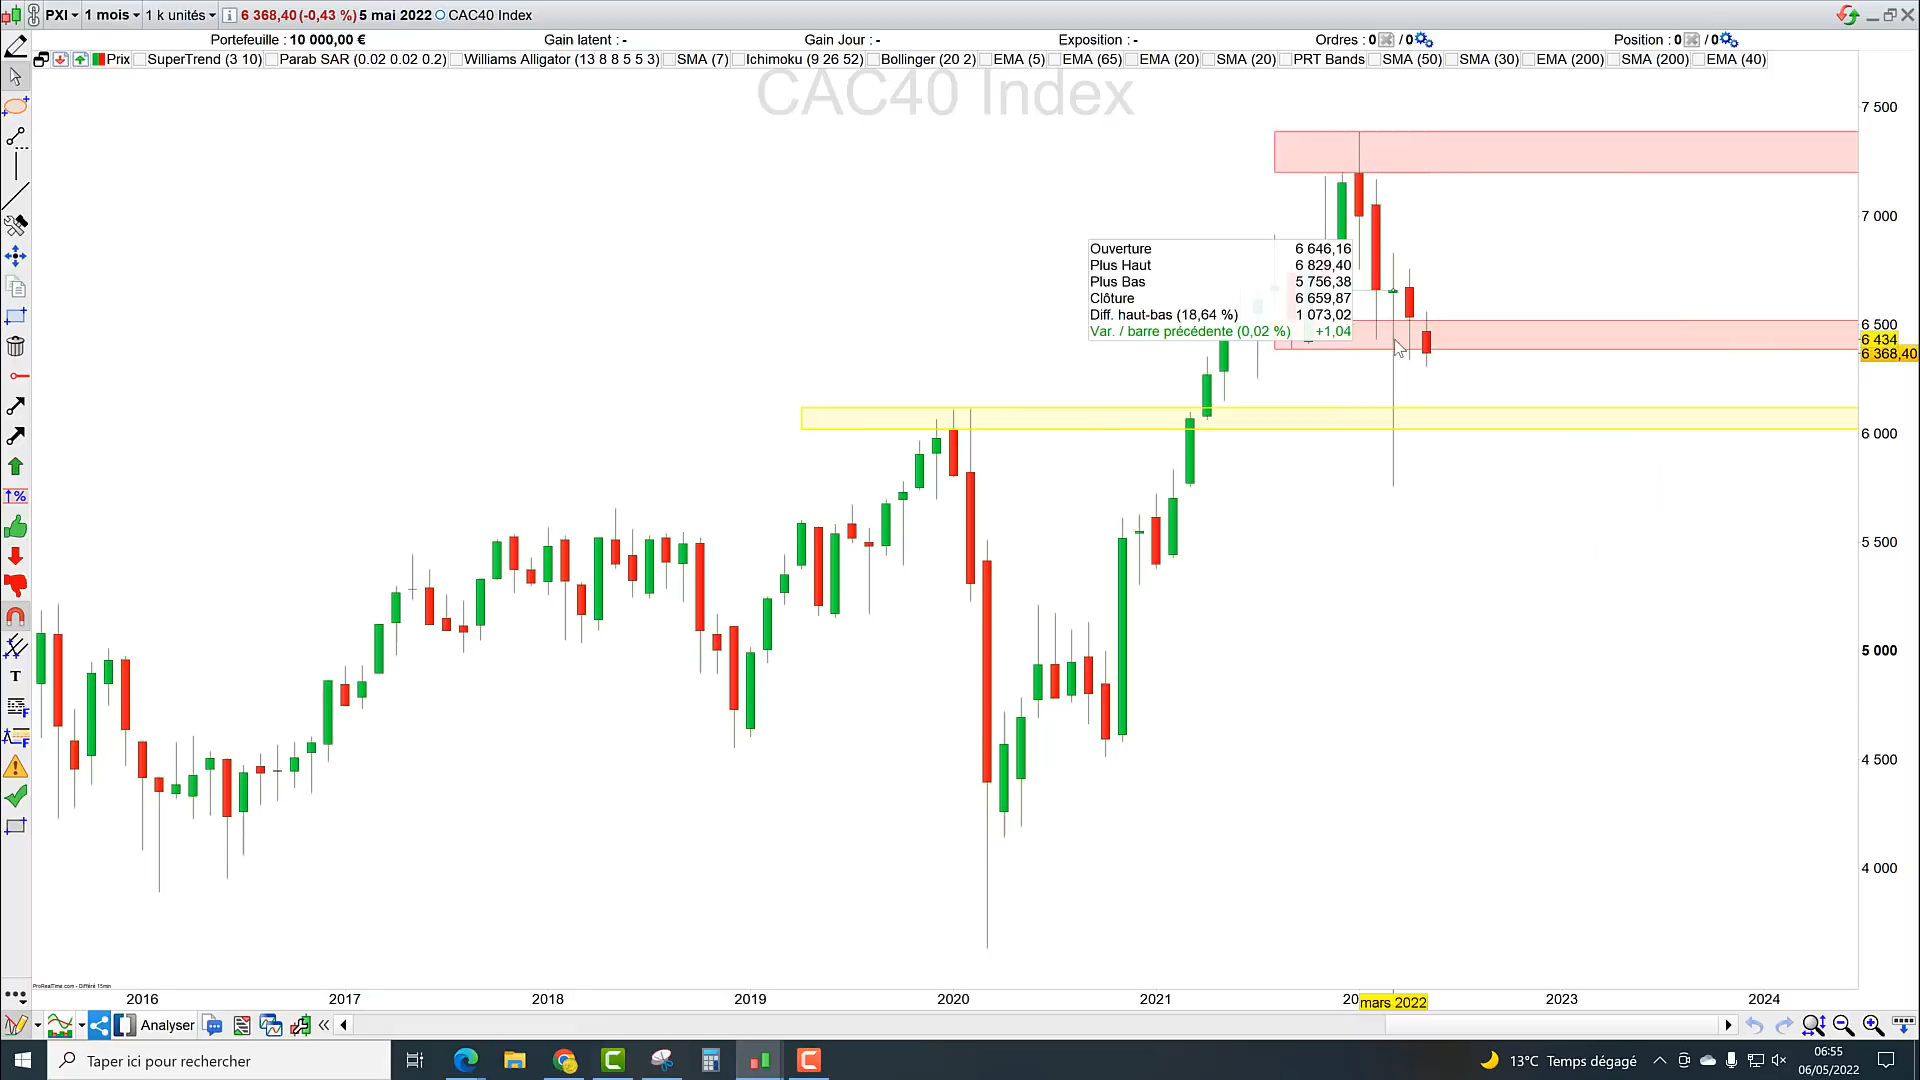 PXI 1 mois 1 k unités 6 368,40 (-0,43 %) 5 mai 2022 CAC40 Index
Portefeuille : 10 000,00 € Gain latent : - Gain Jour : - Exposition : - Ordres : 0 / 0 Position : 0 / 0
Prix SuperTrend (3 10) Parab SAR (0.02 0.02 0.2) Williams Alligator (13 8 8 5 5 3) SMA (7) Ichimoku (9 26 52) Bollinger (20 2) EMA (5) EMA (65) EMA (20) SMA (20) PRT Bands SMA (50) SMA (30) EMA (200) SMA (200) EMA (40)
CAC40 Index
7 500
7 000
Ouverture 6 646,16
Plus Haut 6 829,40
Plus Bas 5 756,38
Clôture 6 659,87
Diff. haut-bas (18,64 %) 1 073,02
Var. / barre précédente (0,02 %) +1,04
6 500
6 434
6 368,40
6 000
5 500
5 000
4 500
4 000
T
ProRealTime.com - Différé 15min
2016 2017 2018 2019 2020 2021 20 mars 2022 2023 2024
Analyser
Taper ici pour rechercher
13°C Temps dégagé
06:55
06/05/2022